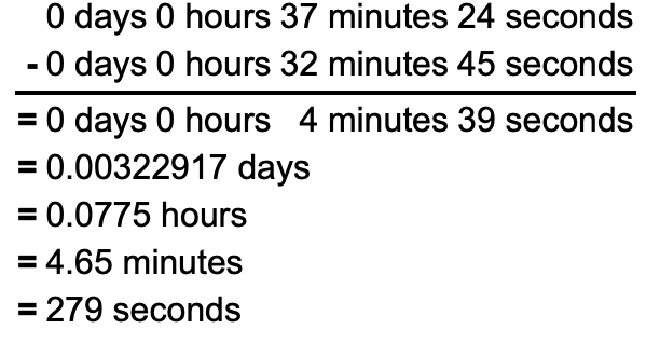 0 days 0 hours 37 minutes 24 seconds
- 0 days 0 hours 32 minutes 45 seconds
= 0 days 0 hours 4 minutes 39 seconds
= 0.00322917 days
= 0.0775 hours
= 4.65 minutes
= 279 seconds